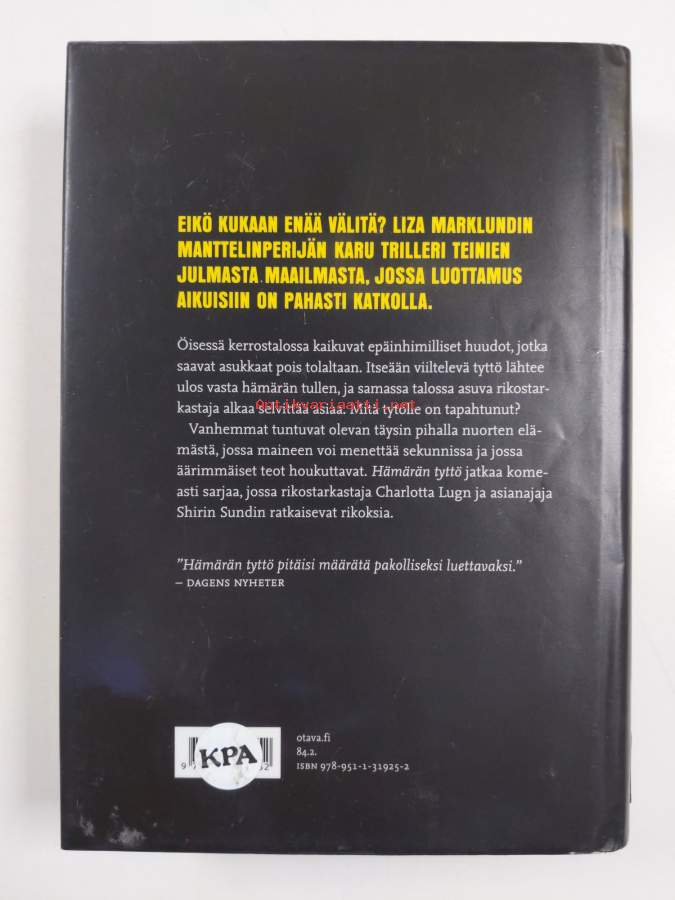 EIKÖ KUKAAN ENÄÄ VÄLITÄ? LIZA MARKLUNDIN
MANTTELINPERIJÄN KARU TRILLERI TEINIEN
JULMASTA MAAILMASTA, JOSSA LUOTTAMUS
AIKUISIIN ON PAHASTI KATKOLLA.
Öisessä kerrostalossa kaikuvat epäinhimilliset huudot, jotka
saavat asukkaat pois tolaltaan. Itseään viiltelevä tyttö lähtee
ulos vasta hämärän tullen, ja samassa talossa asuva rikostar-
kastaja alkaa selvittää asiaa. Mitä tytölle on tapahtunut?
Antikvariaatti.net
Vanhemmat tuntuvat olevan täysin pihalla nuorten elä-
mästä, jossa maineen voi menettää sekunnissa ja jossa
äärimmäiset teot houkuttavat. Hämärän tyttö jatkaa kome-
asti sarjaa, jossa rikostarkastaja Charlotta Lugn ja asianajaja
Shirin Sundin ratkaisevat rikoksia.
"Hämärän tyttö pitäisi määrätä pakolliseksi luettavaksi."
– DAGENS NYHETER
KPA
otava.fi
84.2.
ISBN 978-951-1-31925-2